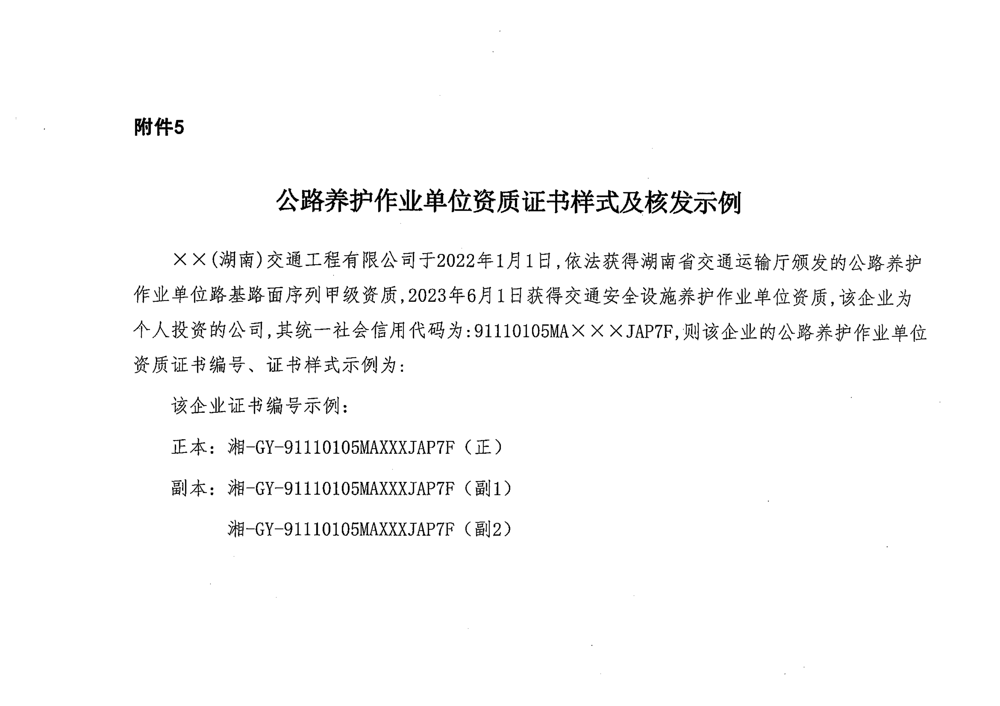 附件5
公路养护作业单位资质证书样式及核发示例
××(湖南)交通工程有限公司于2022年1月1日,依法获得湖南省交通运输厅颁发的公路养护
作业单位路基路面序列甲级资质,2023年6月1日获得交通安全设施养护作业单位资质,该企业为
个人投资的公司,其统一社会信用代码为:91110105MA×××JAP7F,则该企业的公路养护作业单位
资质证书编号、证书样式示例为:
该企业证书编号示例：
正本：湘-GY-91110105MAXXXJAP7F（正）
副本：湘-GY-91110105MAXXXJAP7F（副1）
湘-GY-91110105MAXXXJAP7F（副2）